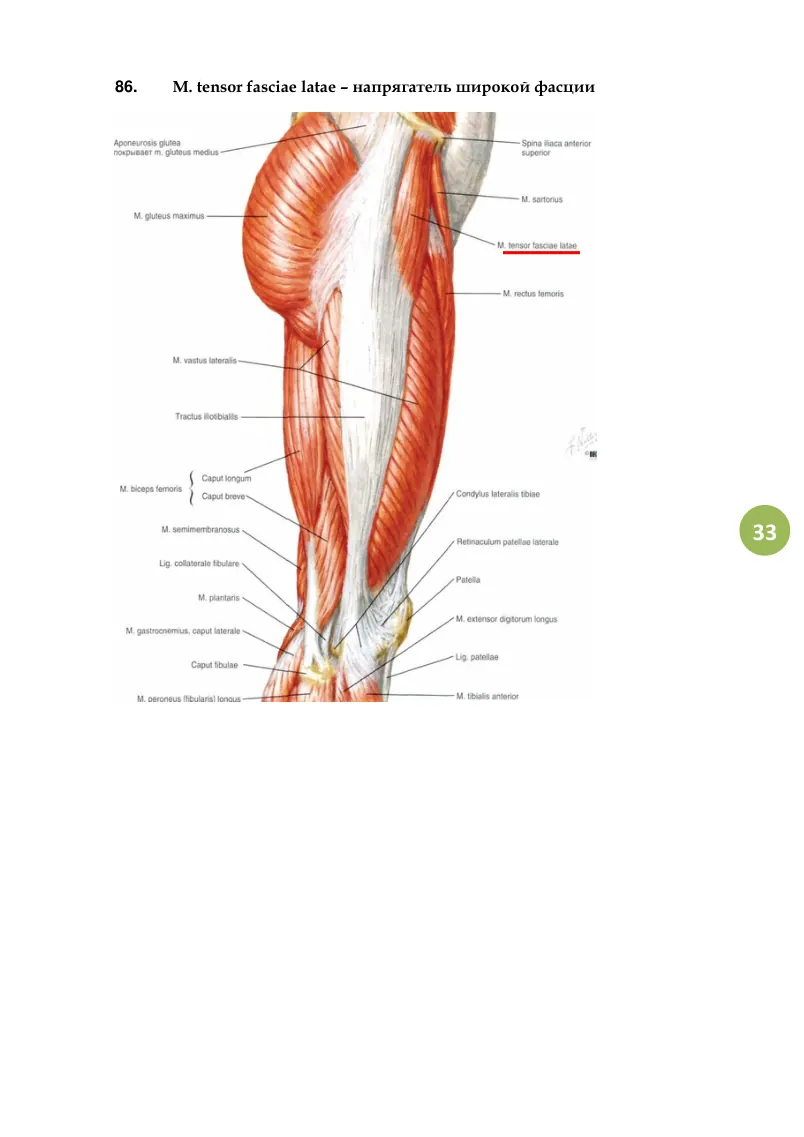 86. M. tensor fasciae latae – напрягатель широкой фасции
Aponeurosis glutea
покрывает m. gluteus medius
Spina iliaca anterior
superior
M. sartorius
M. gluteus maximus
M. tensor fasciae latae
M. rectus femoris
M. vastus lateralis
Tractus iliotibialis
M. biceps femoris
Caput longum
Caput breve
Condylus lateralis tibiae
M. semimembranosus
33
Retinaculum patellae laterale
Lig. collaterale fibulare
Patella
M. plantaris
M. extensor digitorum longus
M. gastrocnemius, caput laterale
Lig. patellae
Caput fibulae
M. peroneus (fibularis) longus
M. tibialis anterior